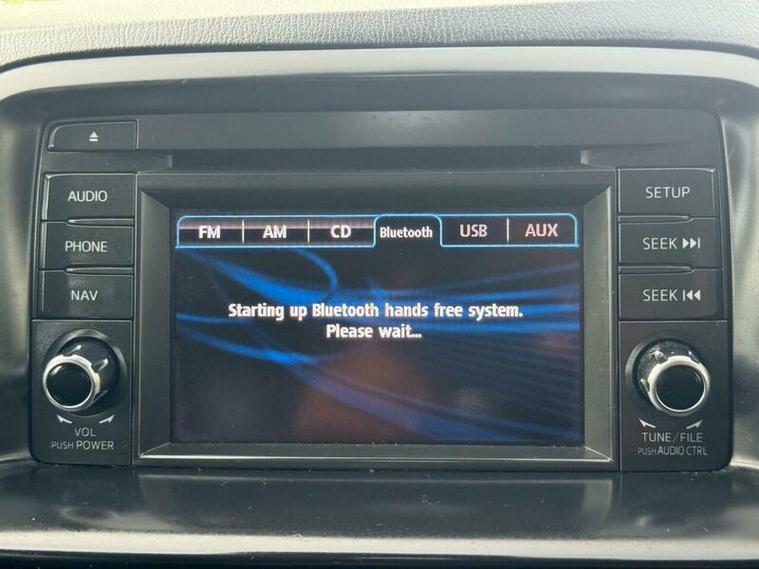 AUDIO
PHONE
NAV
VOL
PUSH POWER
FM AM CD Bluetooth USB AUX
Starting up Bluetooth hands free system.
Please wait...
SETUP
SEEK
SEEK
TUNE/FILE
PUSH AUDIO CTRL